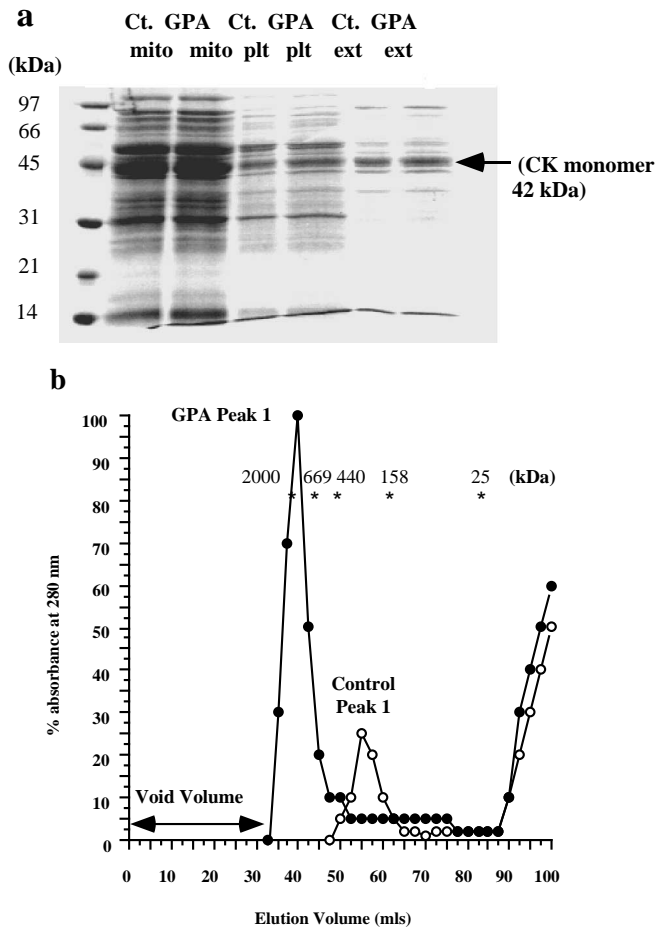 a
Ct. GPA Ct. GPA Ct. GPA
mito mito plt plt ext ext
(kDa)
97
66
45
31
21
14
(CK monomer
42 kDa)
b
GPA Peak 1
2000 669 440 158 25 (kDa)
* * * * *
Control
Peak 1
Void Volume
% absorbance at 280 nm
100
90
80
70
60
50
40
30
20
10
0
0 10 20 30 40 50 60 70 80 90 100
Elution Volume (mls)